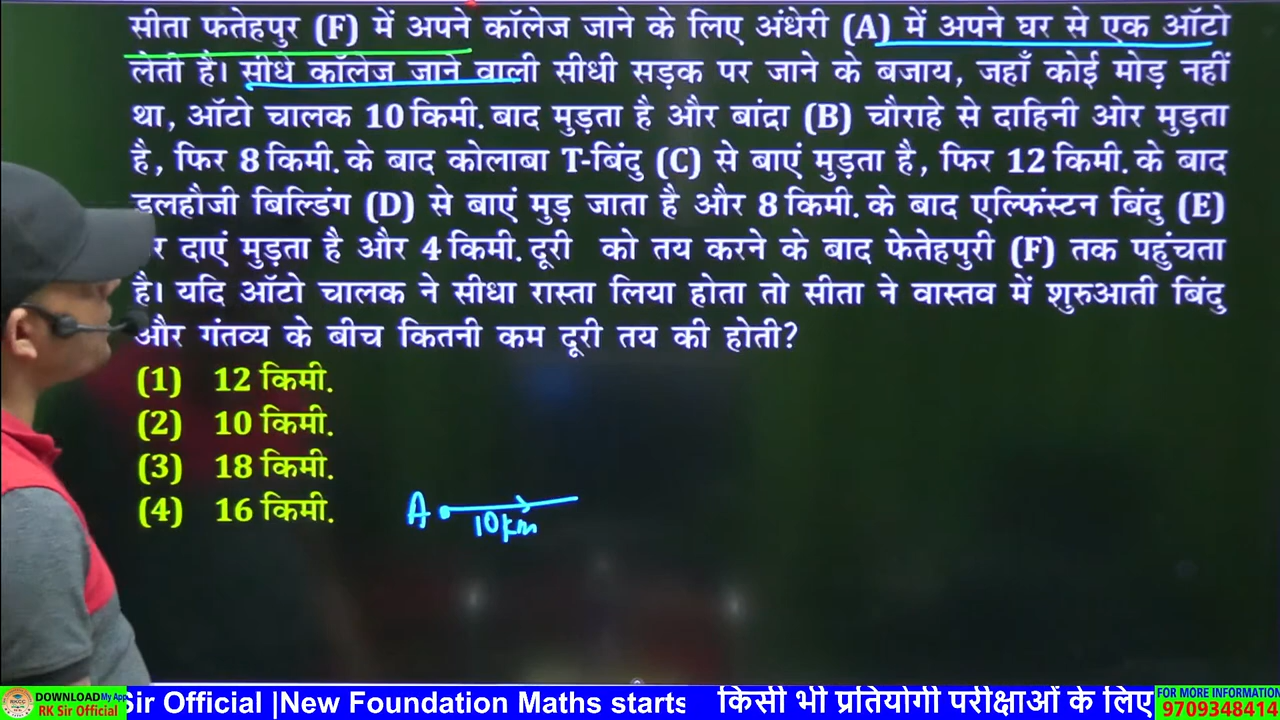 सीता फतेहपुर (F) में अपने कॉलेज जाने के लिए अंधेरी (A) में अपने घर से एक ऑटो
लेती है। सीधे कॉलेज जाने वाली सीधी सड़क पर जाने के बजाय, जहाँ कोई मोड़ नहीं
था, ऑटो चालक 10 किमी. बाद मुड़ता है और बांद्रा (B) चौराहे से दाहिनी ओर मुड़ता
है, फिर 8 किमी. के बाद कोलाबा T-बिंदु (C) से बाएं मुड़ता है, फिर 12 किमी. के बाद
डलहौजी बिल्डिंग (D) से बाएं मुड़ जाता है और 8 किमी. के बाद एल्फिंस्टन बिंदु (E)
दाएं मुड़ता है और 4 किमी. दूरी को तय करने के बाद फेतेहपुरी (F) तक पहुंचता
है। यदि ऑटो चालक ने सीधा रास्ता लिया होता तो सीता ने वास्तव में शुरुआती बिंदु
और गंतव्य के बीच कितनी कम दूरी तय की होती?
(1) 12 किमी.
(2) 10 किमी.
(3) 18 किमी.
(4) 16 किमी.
A 10km
DOWNLOAD My App
RK Sir Official
Sir Official |New Foundation Maths starts किसी भी प्रतियोगी परीक्षाओं के लिए
FOR MORE INFORMATION
9709348414